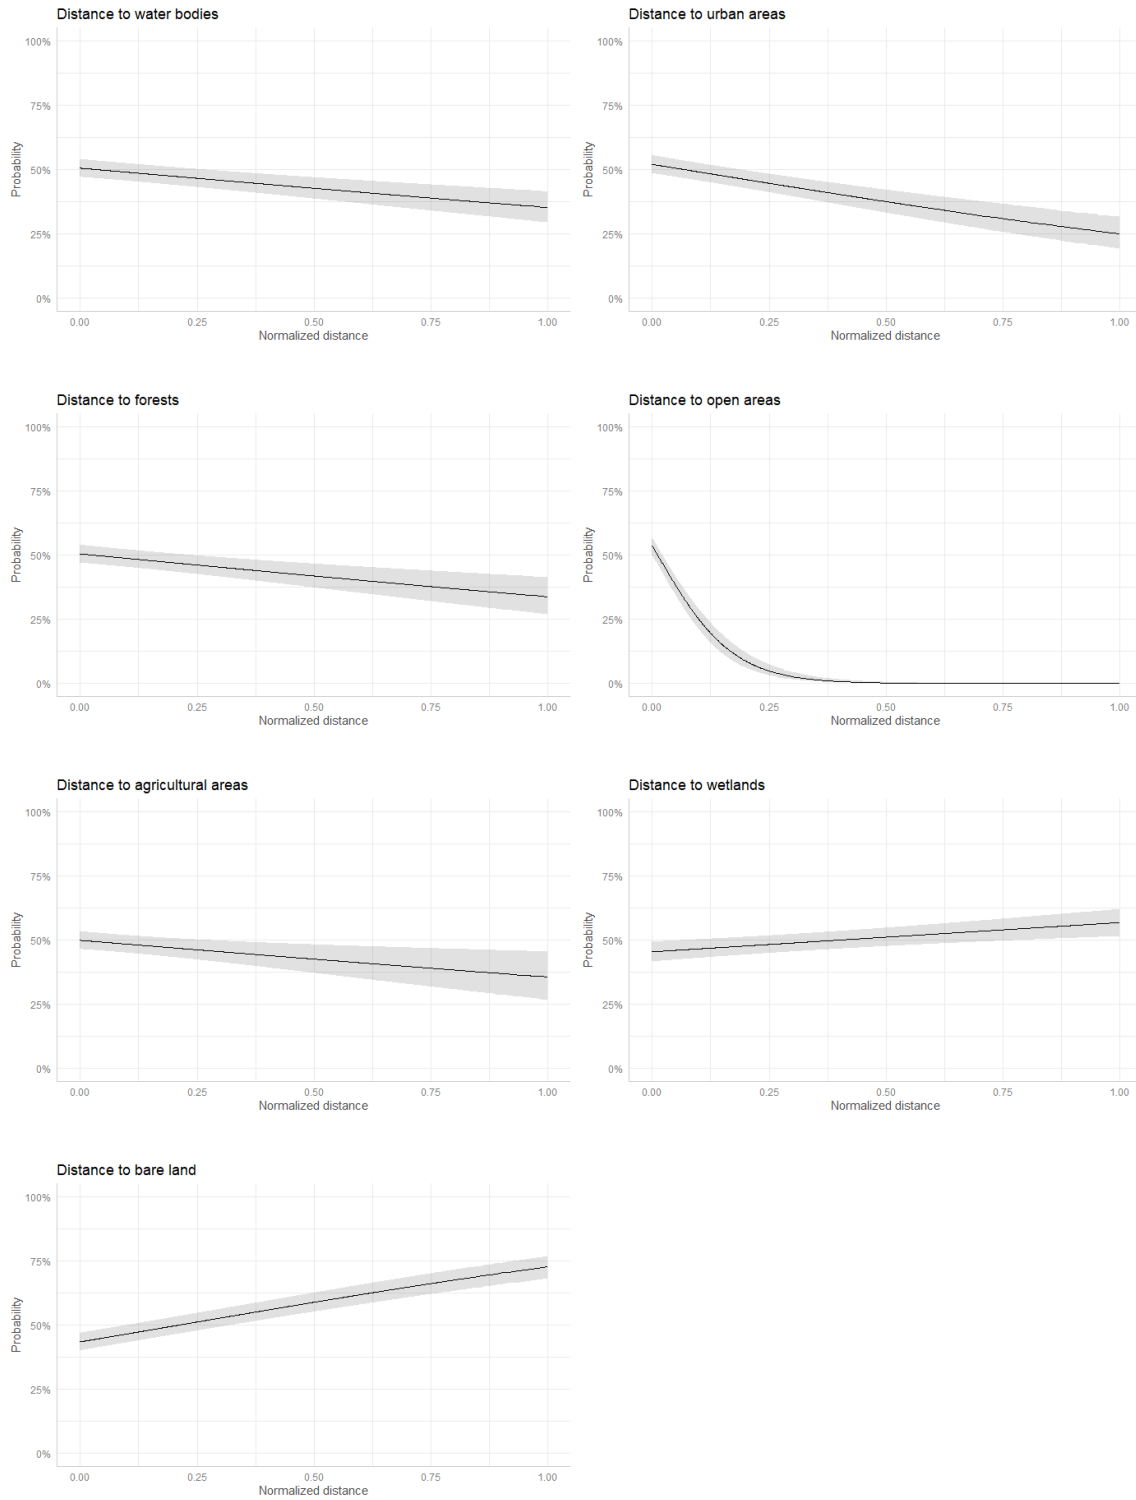 Distance to water bodies
100%
75%
50%
25%
0%
Probability
0.00 0.25 0.50 0.75 1.00
Normalized distance
Distance to urban areas
100%
75%
50%
25%
0%
Probability
0.00 0.25 0.50 0.75 1.00
Normalized distance
Distance to forests
100%
75%
50%
25%
0%
Probability
0.00 0.25 0.50 0.75 1.00
Normalized distance
Distance to open areas
100%
75%
50%
25%
0%
Probability
0.00 0.25 0.50 0.75 1.00
Normalized distance
Distance to agricultural areas
100%
75%
50%
25%
0%
Probability
0.00 0.25 0.50 0.75 1.00
Normalized distance
Distance to wetlands
100%
75%
50%
25%
0%
Probability
0.00 0.25 0.50 0.75 1.00
Normalized distance
Distance to bare land
100%
75%
50%
25%
0%
Probability
0.00 0.25 0.50 0.75 1.00
Normalized distance